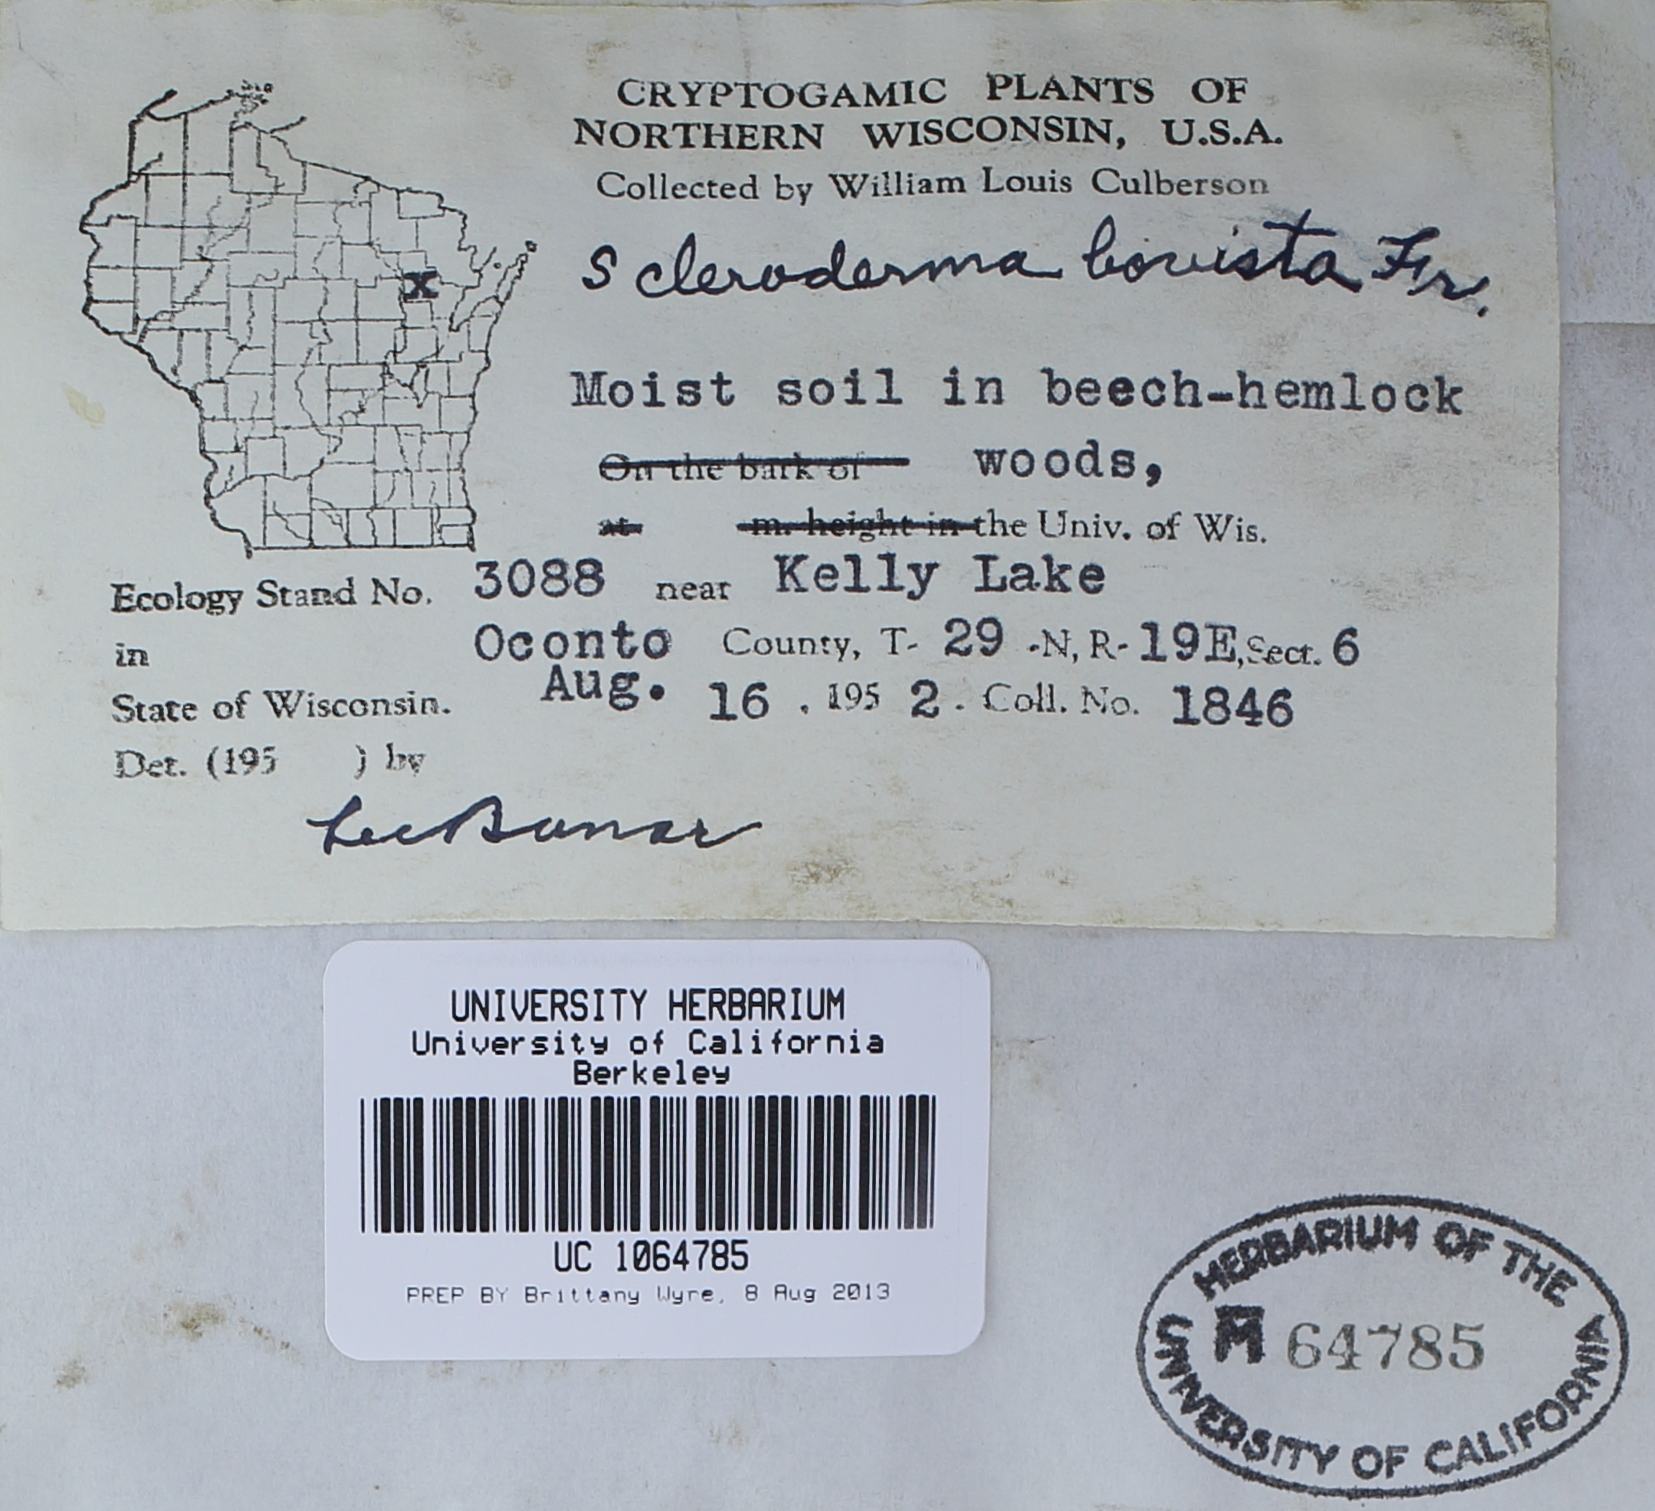 CRYPTOGAMIC PLANTS OF
NORTHERN WISCONSIN, U.S.A.
Collected by William Louis Culberson
Scleroderma bovista Fr.
x
Moist soil in beech-hemlock
On the bark of woods,
at m. height in the Univ. of Wis.
Ecology Stand No. 3088 near Kelly Lake
in Oconto County, T- 29 -N, R- 19E, Sect. 6
State of Wisconsin. Aug. 16 , 195 2. Coll. No. 1846
Det. (195 ) by
Lee Bonar
UNIVERSITY HERBARIUM
University of California
Berkeley
UC 1064785
PREP BY Brittany Wyre, 8 Aug 2013
HERBARIUM OF THE
M 64785
UNIVERSITY OF CALIFORNIA